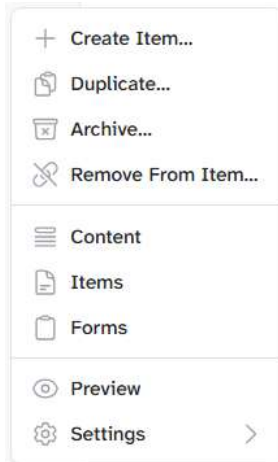 Create Item...
Duplicate...
Archive...
Remove From Item...
Content
Items
Forms
Preview
Settings